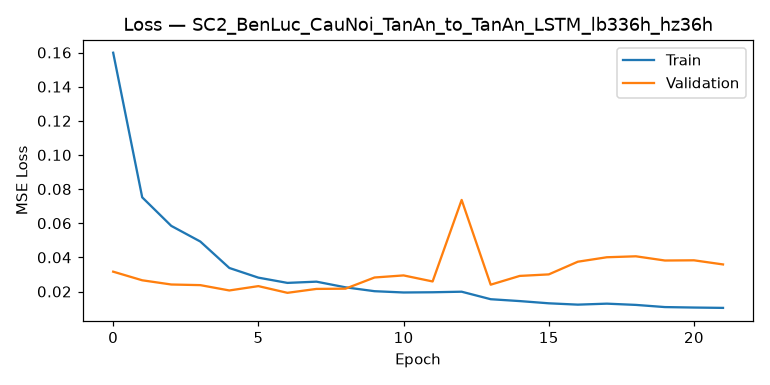 Loss — SC2_BenLuc_CauNoi_TanAn_to_TanAn_LSTM_lb336h_hz36h
Train
Validation
MSE Loss
0.16
0.14
0.12
0.10
0.08
0.06
0.04
0.02
0 5 10 15 20
Epoch